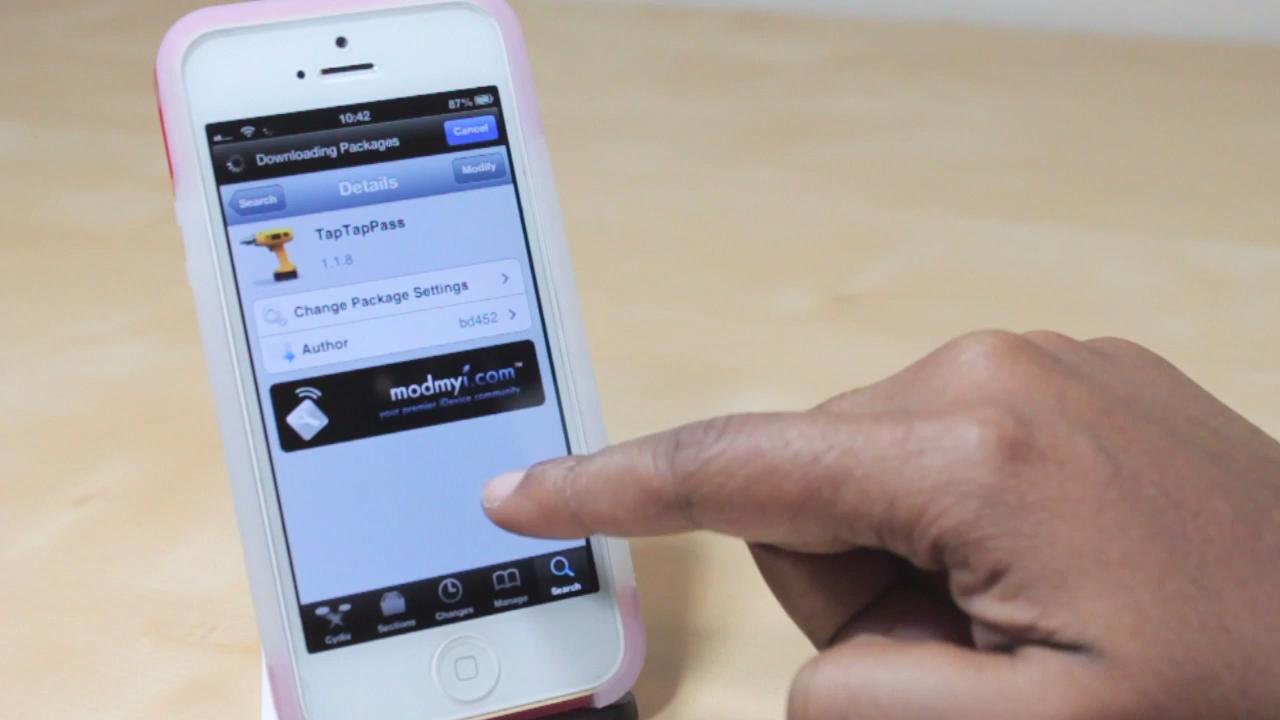 10:42
87%
Downloading Packages
Cancel
Search
Details
Modify
TapTapPass
1.1.8
Change Package Settings
Author
bd452
modmyi.com™
your premier iDevice community
Cydia
Sections
Changes
Manage
Search